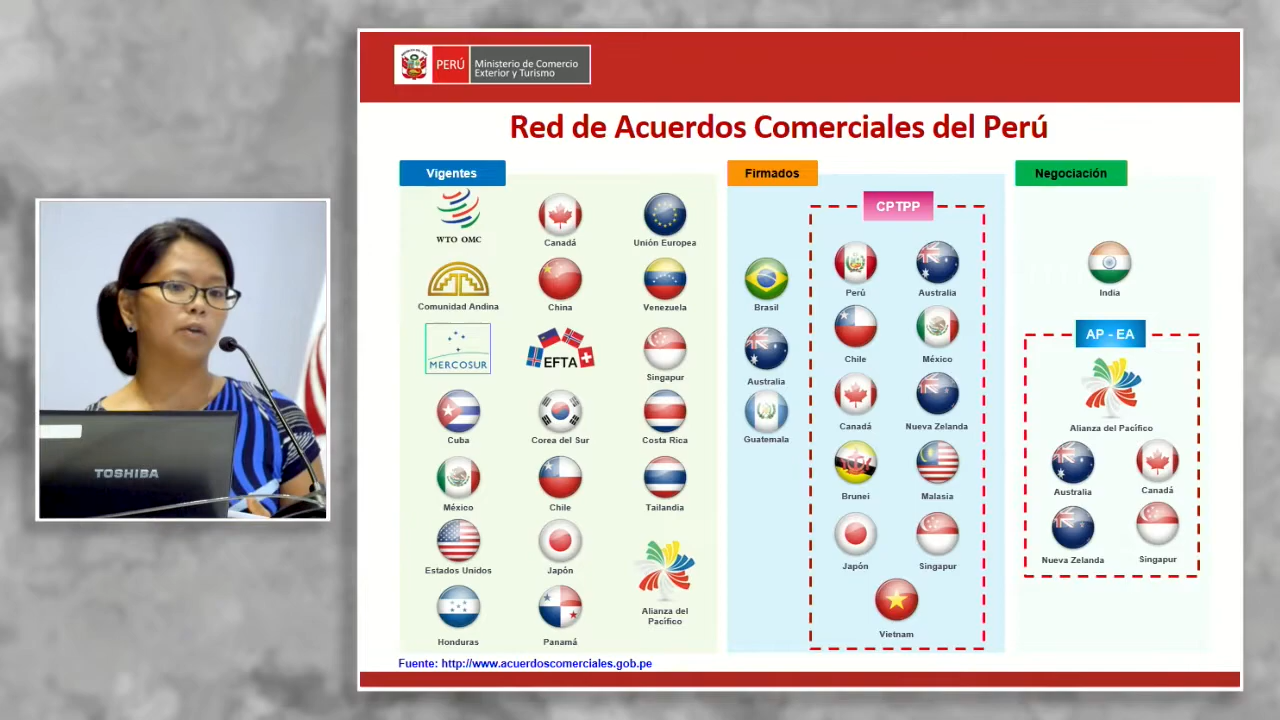 PERÚ
Ministerio de Comercio
Exterior y Turismo
Red de Acuerdos Comerciales del Perú
Vigentes
WTO OMC
Canadá
Unión Europea
Comunidad Andina
China
Venezuela
MERCOSUR
EFTA
Singapur
Cuba
Corea del Sur
Costa Rica
México
Chile
Tailandia
Estados Unidos
Japón
Alianza del
Pacífico
Honduras
Panamá
Firmados
Brasil
Australia
Guatemala
CPTPP
Perú
Australia
Chile
México
Canadá
Nueva Zelanda
Brunei
Malasia
Japón
Singapur
Vietnam
Negociación
India
AP - EA
Alianza del Pacífico
Australia
Canadá
Nueva Zelanda
Singapur
Fuente: http://www.acuerdoscomerciales.gob.pe
TOSHIBA